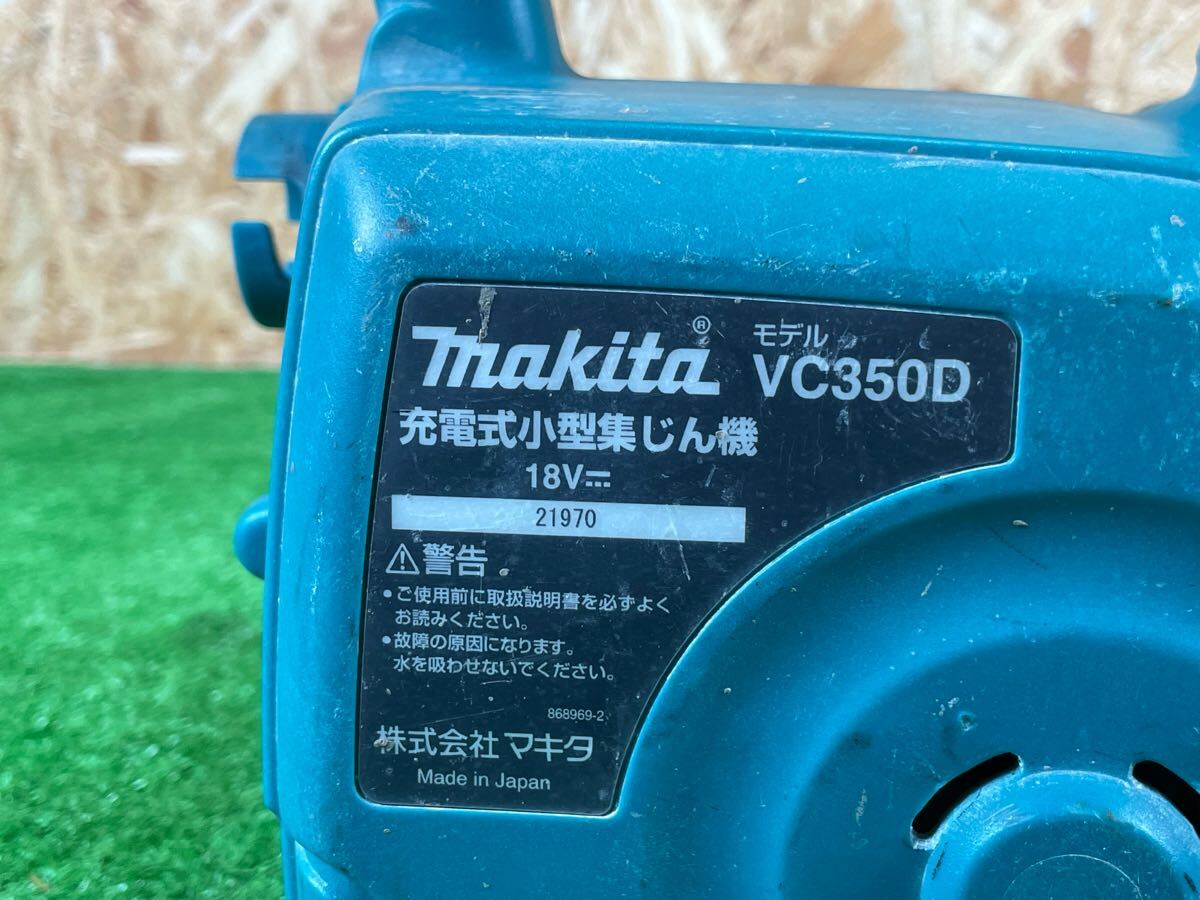 makita®
モデル
VC350D
充電式小型集じん機
18V⎓
21970
⚠警告
•ご使用前に取扱説明書を必ずよく
お読みください。
•故障の原因になります。
水を吸わせないでください。
868969-2
株式会社マキタ
Made in Japan